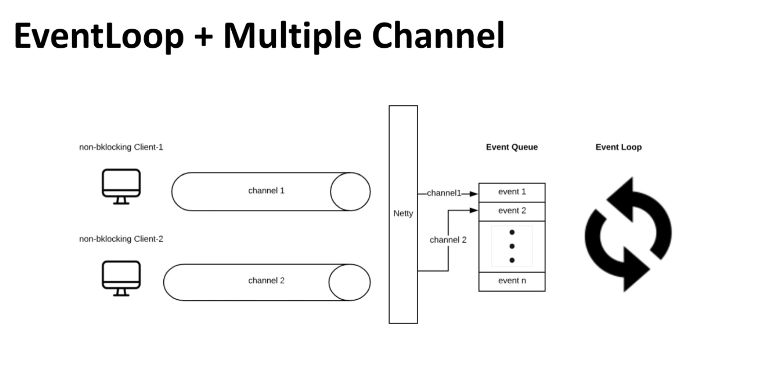 EventLoop + Multiple Channel
non-bklocking Client-1
Event Queue
Event Loop
channel 1
channel1
event 1
Netty
event 2
non-bklocking Client-2
channel 2
channel 2
event n